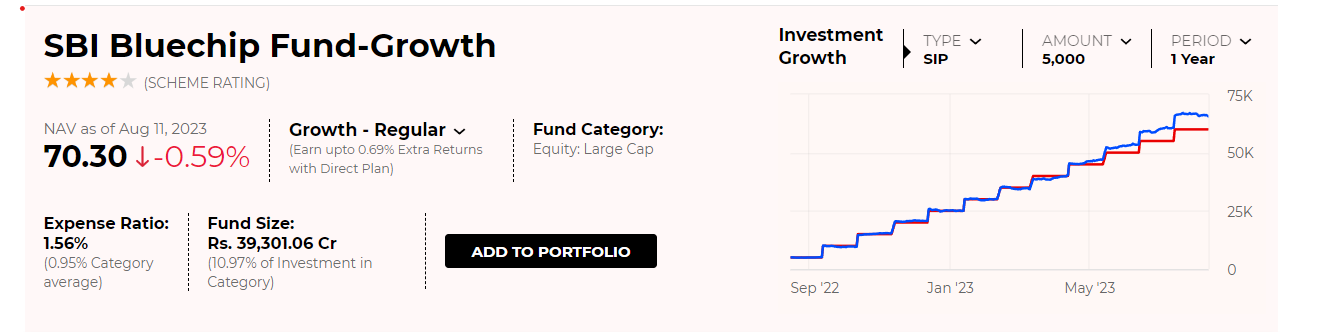 SBI Bluechip Fund-Growth
(SCHEME RATING)
NAV as of Aug 11, 2023
70.30 ↓-0.59%
Growth - Regular
(Earn upto 0.69% Extra Returns
with Direct Plan)
Fund Category:
Equity: Large Cap
Expense Ratio:
1.56%
(0.95% Category
average)
Fund Size:
Rs. 39,301.06 Cr
(10.97% of Investment in
Category)
ADD TO PORTFOLIO
Investment
Growth
TYPE
SIP
AMOUNT
5,000
PERIOD
1 Year
75K
50K
25K
0
Sep '22
Jan '23
May '23